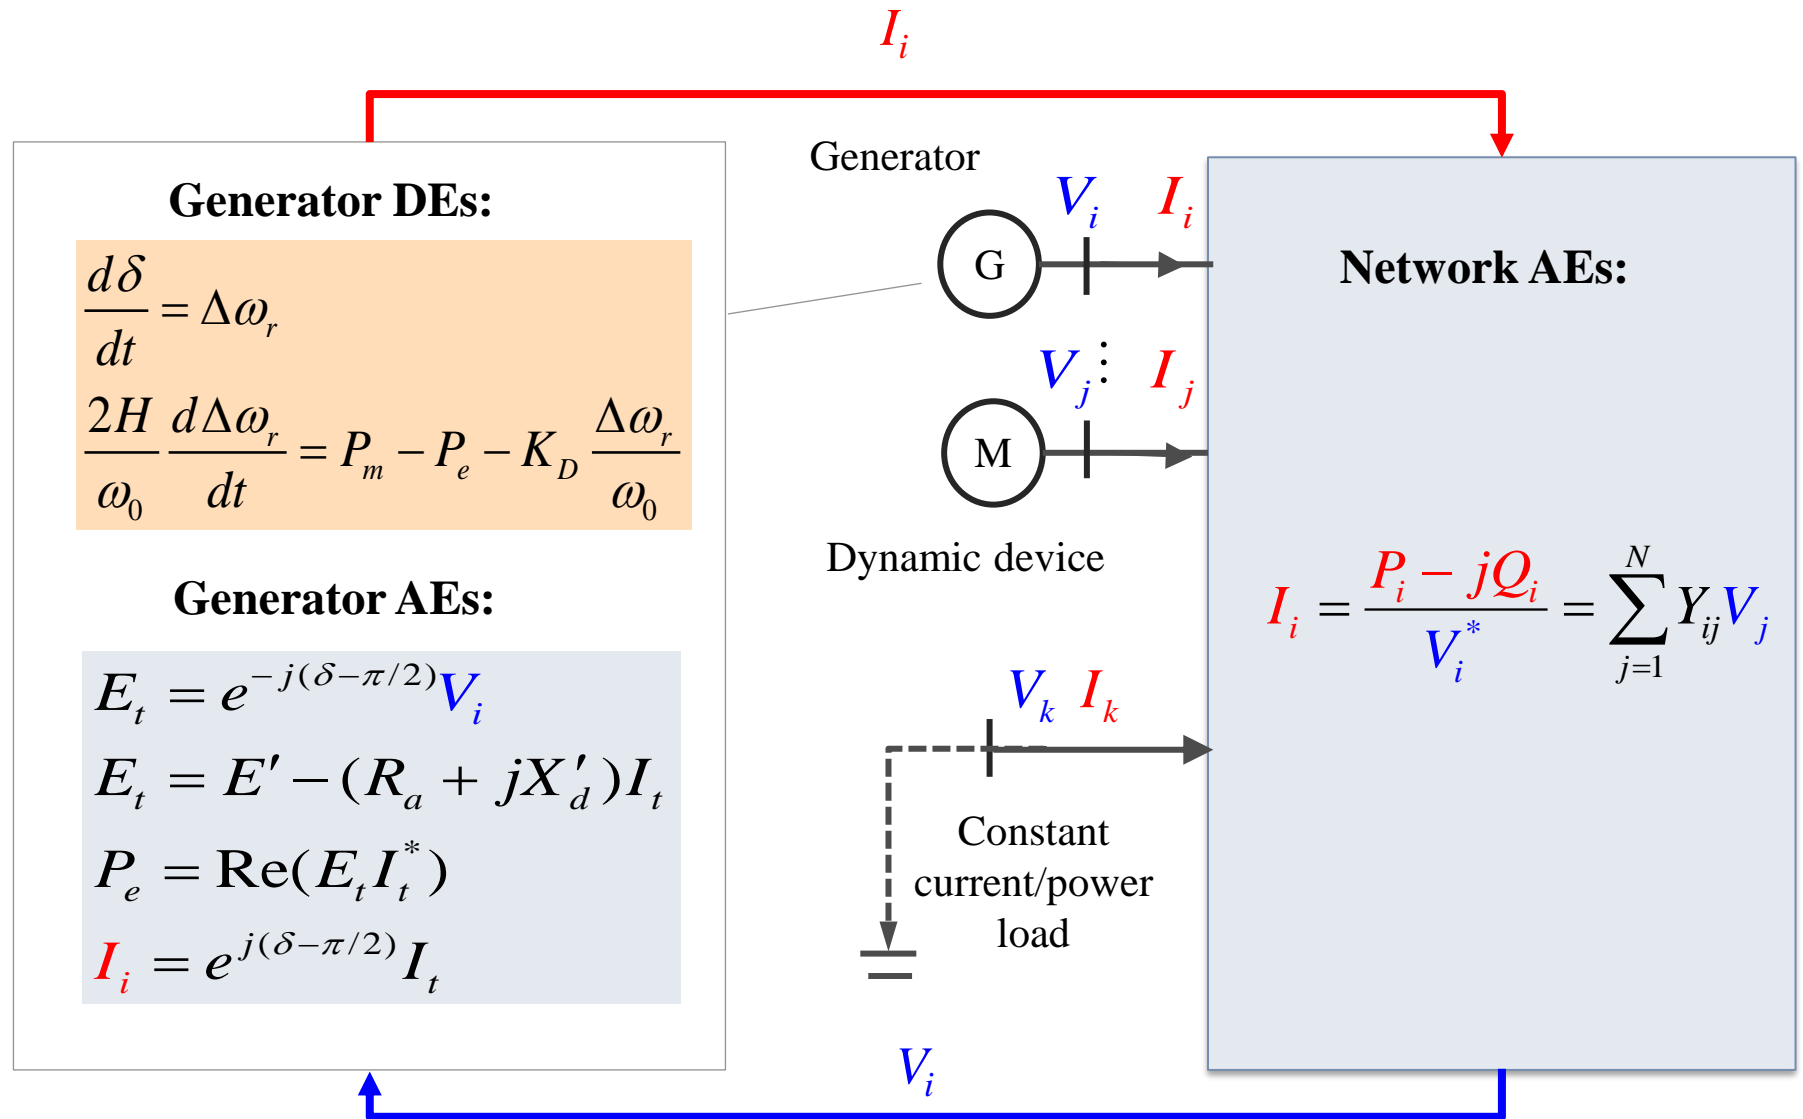 I_i
Generator DEs:
dδ/dt = Δω_r
2H/ω_0 dΔω_r/dt = P_m − P_e − K_D Δω_r/ω_0
Generator AEs:
E_t = e^{−j(δ−π/2)} V_i
E_t = E′ − (R_a + jX′_d)I_t
P_e = Re(E_t I_t^*)
I_i = e^{j(δ−π/2)} I_t
Generator
V_i I_i
G
⋮
V_j I_j
M
Dynamic device
V_k I_k
Constant
current/power
load
Network AEs:
I_i = (P_i − jQ_i)/V_i^* = ∑_{j=1}^{N} Y_{ij}V_j
V_i